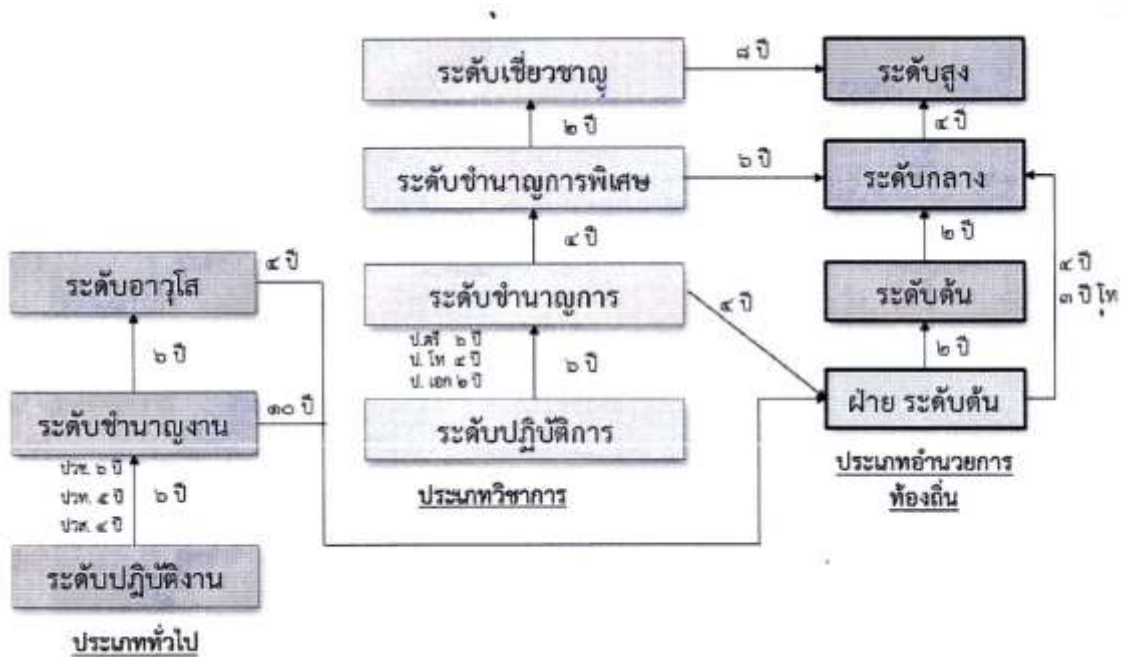 ระดับเชี่ยวชาญ
๘ ปี
ระดับสูง
๒ ปี
๔ ปี
ระดับชำนาญการพิเศษ
๖ ปี
ระดับกลาง
๔ ปี
๒ ปี
ระดับอาวุโส
๔ ปี
ระดับชำนาญการ
๔ ปี
ระดับต้น
๔ ปี
๓ ปี โท
๖ ปี
ป.ตรี ๖ ปี
ป. โท ๔ ปี
ป. เอก ๒ ปี
๖ ปี
๒ ปี
ระดับชำนาญงาน
๑๐ ปี
ระดับปฏิบัติการ
ฝ่าย ระดับต้น
ปวช. ๖ ปี
ปวท. ๕ ปี
ปวส. ๔ ปี
๖ ปี
ประเภทวิชาการ
ประเภทอำนวยการ
ท้องถิ่น
ระดับปฏิบัติงาน
ประเภททั่วไป